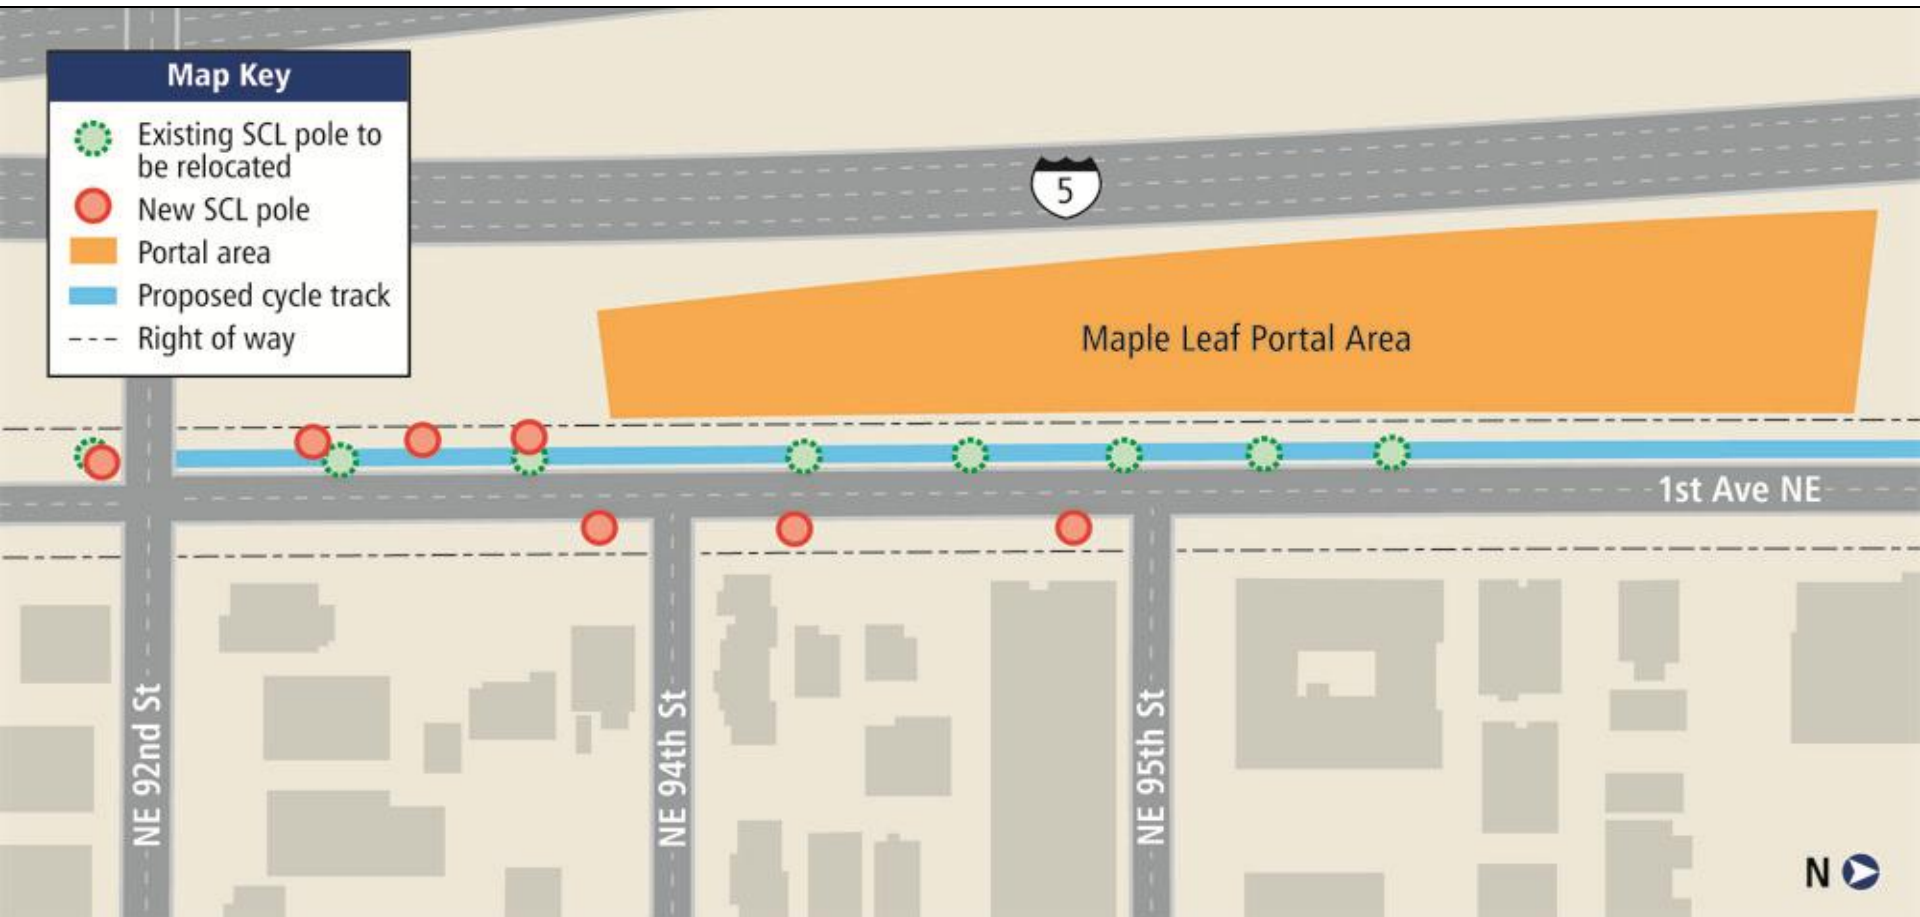 Map Key
Existing SCL pole to
be relocated
New SCL pole
Portal area
Proposed cycle track
Right of way
5
Maple Leaf Portal Area
1st Ave NE
NE 92nd St
NE 94th St
NE 95th St
N